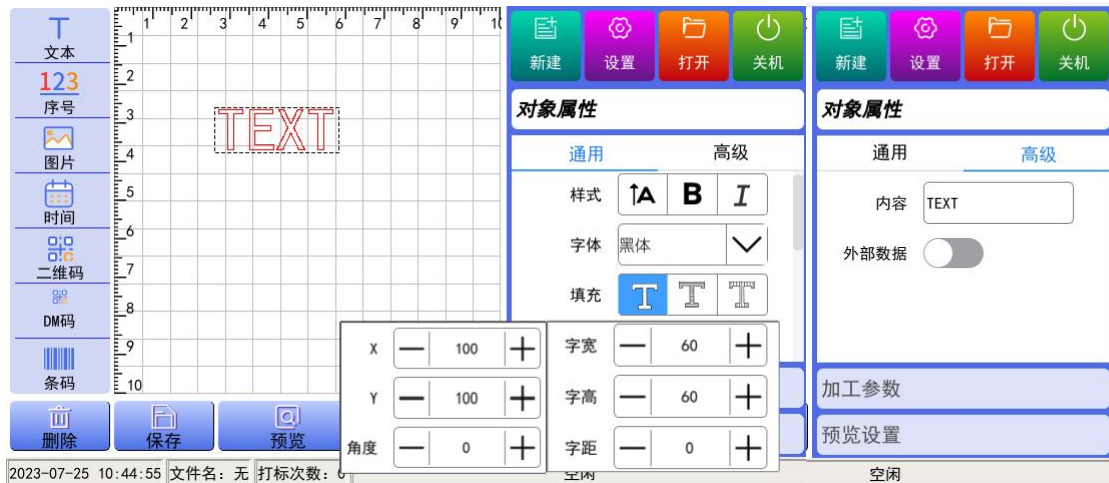 文本
123
序号
图片
时间
二维码
DM码
条码
1 2 3 4 5 6 7 8 9 10
1
2
3
4
5
6
7
8
9
10
TEXT
删除 保存 预览
2023-07-25 10:44:55 文件名: 无 打标次数: 0 空闲
新建 设置 打开 关机
对象属性
通用 高级
样式 A B I
字体 黑体
填充 T T T
X 100
Y 100
角度 0
字宽 60
字高 60
字距 0
新建 设置 打开 关机
对象属性
通用 高级
内容 TEXT
外部数据
加工参数
预览设置
空闲